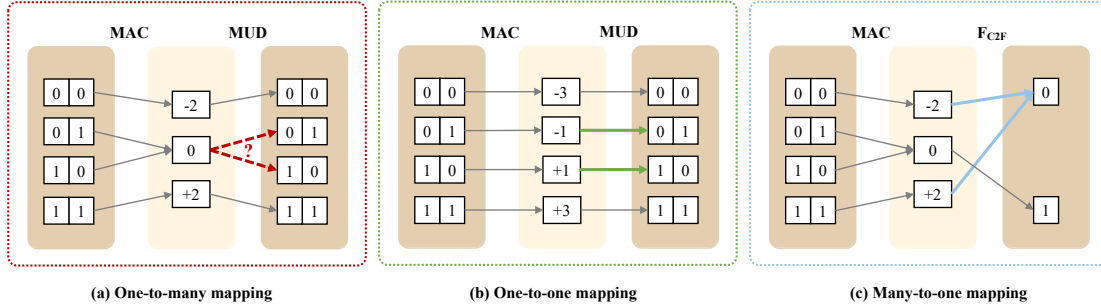 MAC MUD
0 0 -2 0 0
0 1 0 ? 0 1
1 0 1 0
+2
1 1 1 1
(a) One-to-many mapping
MAC MUD
0 0 -3 0 0
0 1 -1 0 1
1 0 +1 1 0
1 1 +3 1 1
(b) One-to-one mapping
MAC F_C2F
0 0 -2 0
0 1 0
1 0
+2
1 1 1
(c) Many-to-one mapping